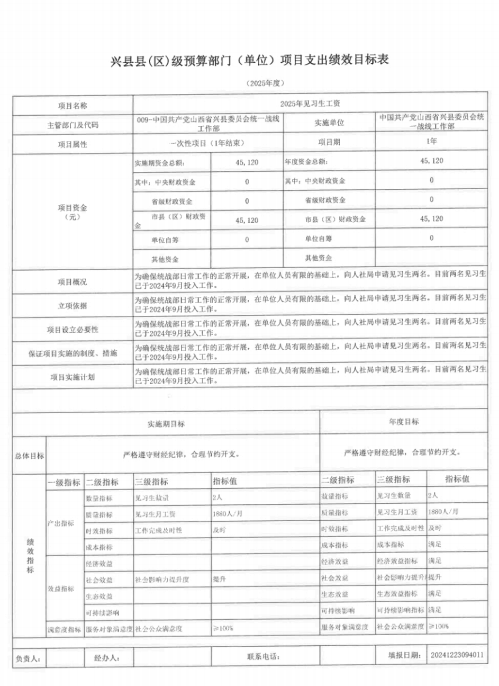 兴县县(区)级预算部门（单位）项目支出绩效目标表
（2025年度）
项目名称 2025年见习生工资
主管部门及代码 009-中国共产党山西省兴县委员会统一战线工作部 实施单位 中国共产党山西省兴县委员会统一战线工作部
项目属性 一次性项目（1年结束） 项目期 1年
项目资金（元）
实施期资金总额： 45,120 年度资金总额： 45,120
其中：中央财政资金 0 其中：中央财政资金 0
省级财政资金 0 省级财政资金 0
市县（区）财政资金 45,120 市县（区）财政资金 45,120
单位自筹 0 单位自筹 0
其他资金 其他资金
项目概况 为确保统战部日常工作的正常开展，在单位人员有限的基础上，向人社局申请见习生两名。目前两名见习生已于2024年9月投入工作。
立项依据 为确保统战部日常工作的正常开展，在单位人员有限的基础上，向人社局申请见习生两名。目前两名见习生已于2024年9月投入工作。
项目设立必要性 为确保统战部日常工作的正常开展，在单位人员有限的基础上，向人社局申请见习生两名。目前两名见习生已于2024年9月投入工作。
保证项目实施的制度、措施 为确保统战部日常工作的正常开展，在单位人员有限的基础上，向人社局申请见习生两名。目前两名见习生已于2024年9月投入工作。
项目实施计划 为确保统战部日常工作的正常开展，在单位人员有限的基础上，向人社局申请见习生两名。目前两名见习生已于2024年9月投入工作。
实施期目标 年度目标
总体目标 严格遵守财经纪律，合理节约开支。 严格遵守财经纪律，合理节约开支。
绩效指标
一级指标 二级指标 三级指标 指标值 二级指标 三级指标 指标值
产出指标 数量指标 见习生数量 2人 数量指标 见习生数量 2人
质量指标 见习生月工资 1880人/月 质量指标 见习生月工资 1880人/月
时效指标 工作完成及时性 及时 时效指标 工作完成及时性 及时
成本指标 成本指标 成本指标 满足
效益指标 经济效益 经济效益 经济效益指标 满足
社会效益 社会影响力提升度 提升 社会效益 社会影响力提升 提升
生态效益 生态效益 生态效益指标 满足
可持续影响 可持续影响 可持续影响指标 满足
满意度指标 服务对象满意度 社会公众满意度 ≥100% 服务对象满意度 社会公众满意度 ≥100%
负责人： 经办人： 联系电话： 填报日期： 20241223094011